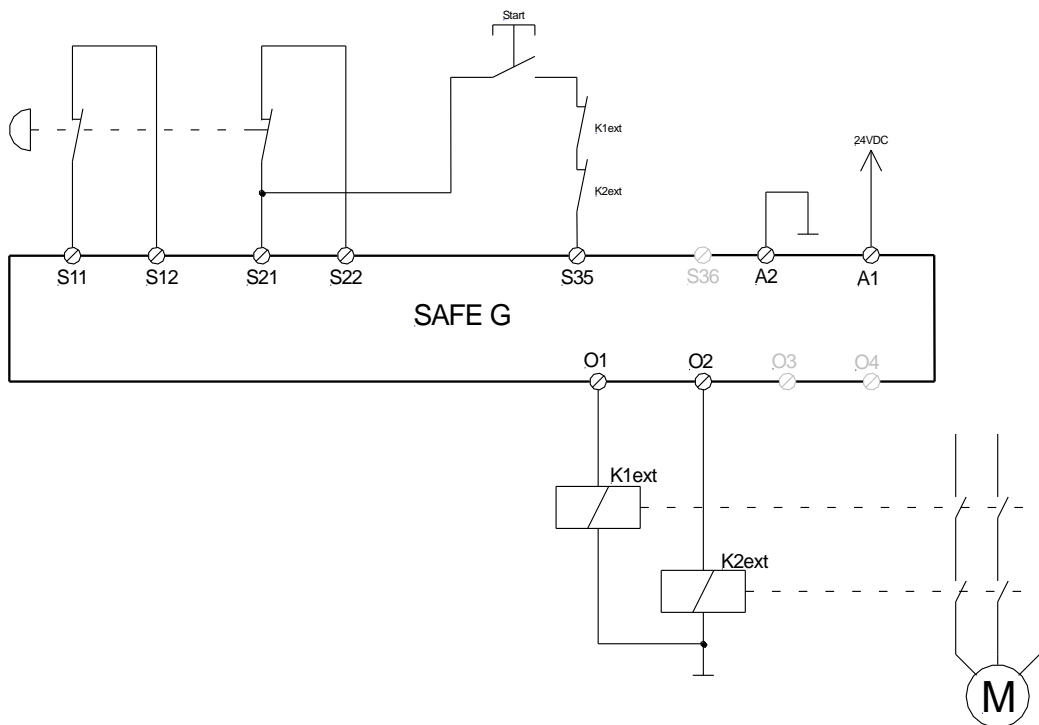 Start
K1ext
24VDC
K2ext
S11
S12
S21
S22
S35
S36
A2
A1
SAFE G
O1
O2
O3
O4
K1ext
K2ext
M